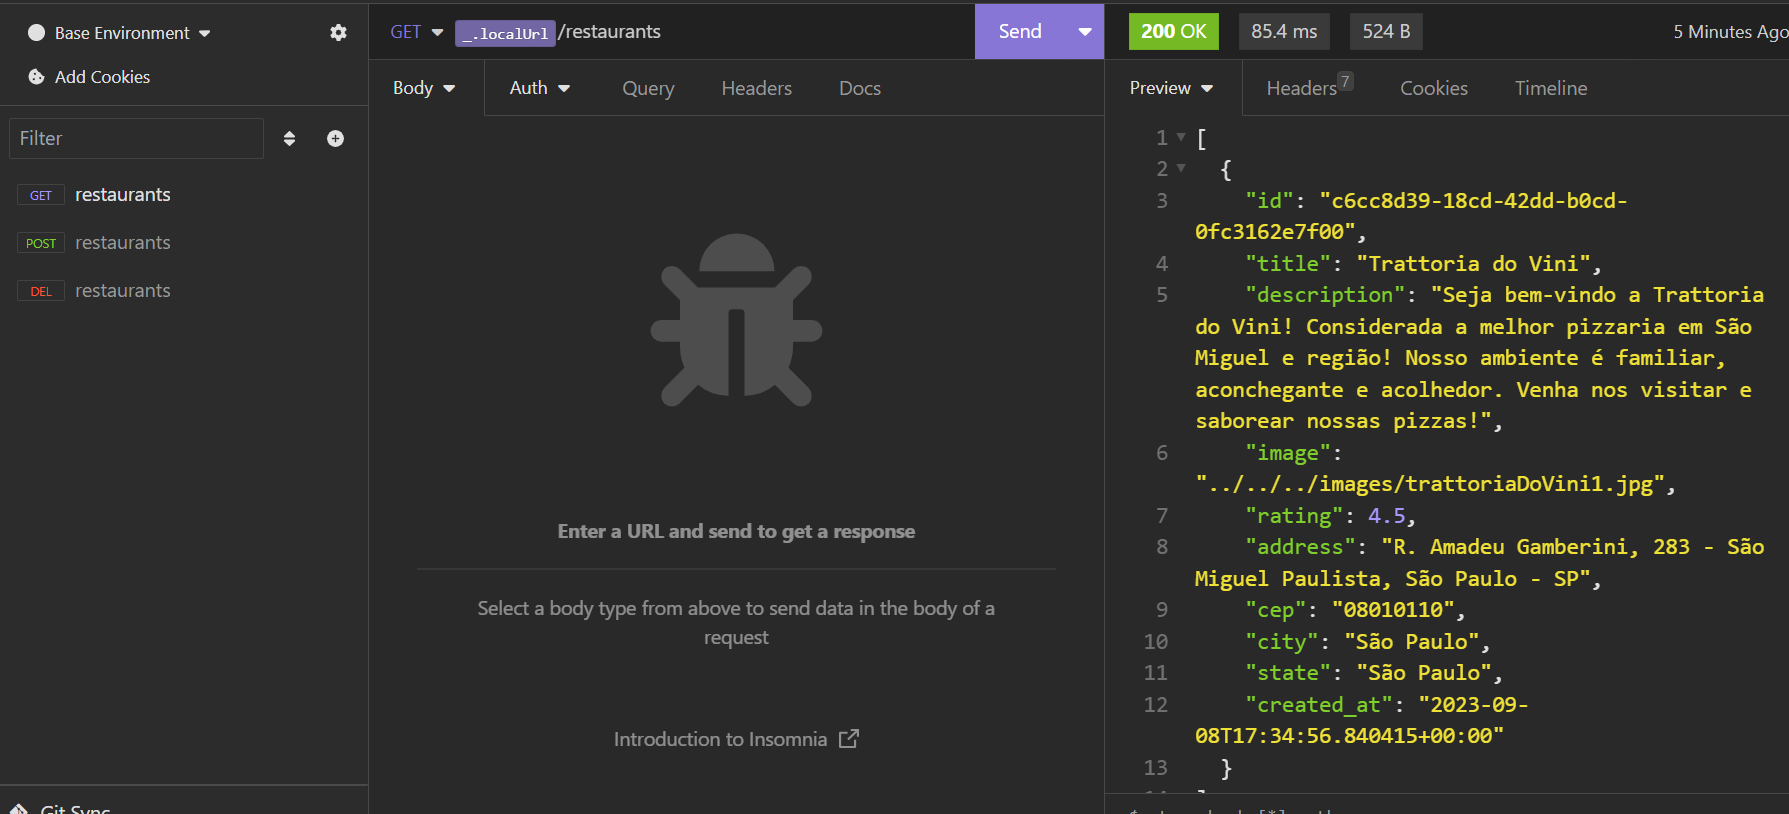 Base Environment
Add Cookies
Filter
GET restaurants
POST restaurants
DEL restaurants
Git Sync
GET _.localUrl /restaurants Send
Body Auth Query Headers Docs
Enter a URL and send to get a response
Select a body type from above to send data in the body of a
request
Introduction to Insomnia
200 OK 85.4 ms 524 B 5 Minutes Ago
Preview Headers 7 Cookies Timeline
1 [
2 {
3 "id": "c6cc8d39-18cd-42dd-b0cd-
0fc3162e7f00",
4 "title": "Trattoria do Vini",
5 "description": "Seja bem-vindo a Trattoria
do Vini! Considerada a melhor pizzaria em São
Miguel e região! Nosso ambiente é familiar,
aconchegante e acolhedor. Venha nos visitar e
saborear nossas pizzas!",
6 "image":
"../../../images/trattoriaDoVini1.jpg",
7 "rating": 4.5,
8 "address": "R. Amadeu Gamberini, 283 - São
Miguel Paulista, São Paulo - SP",
9 "cep": "08010110",
10 "city": "São Paulo",
11 "state": "São Paulo",
12 "created_at": "2023-09-
08T17:34:56.840415+00:00"
13 }